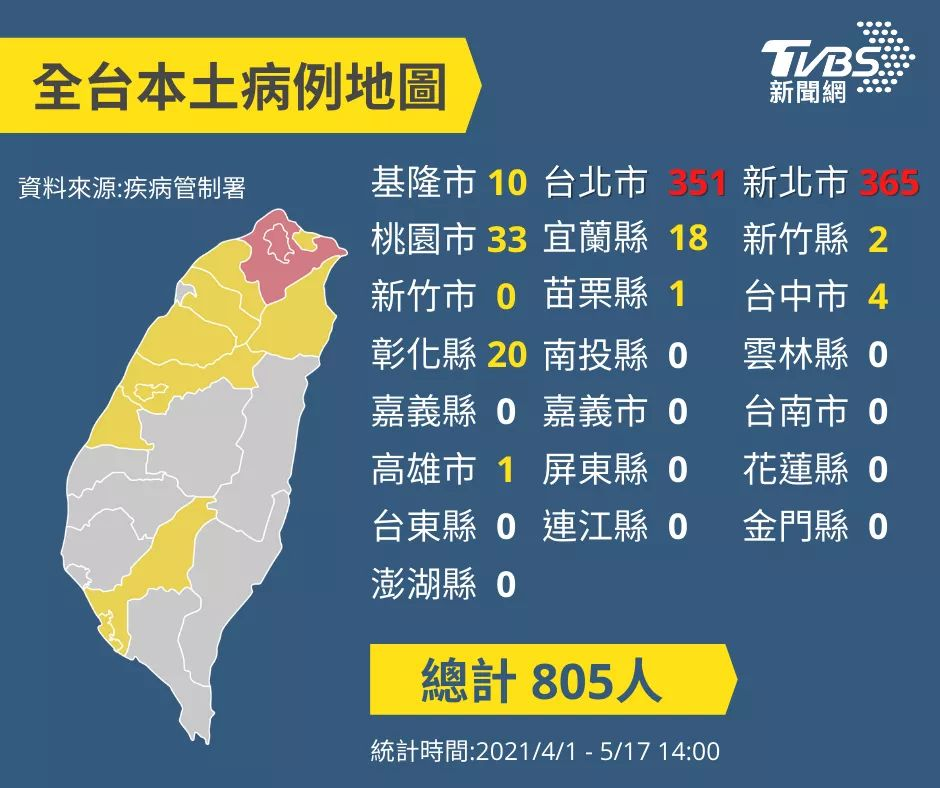 全台本土病例地圖
TVBS
新聞網
資料來源:疾病管制署
基隆市 10 台北市 351 新北市 365
桃園市 33 宜蘭縣 18 新竹縣 2
新竹市 0 苗栗縣 1 台中市 4
彰化縣 20 南投縣 0 雲林縣 0
嘉義縣 0 嘉義市 0 台南市 0
高雄市 1 屏東縣 0 花蓮縣 0
台東縣 0 連江縣 0 金門縣 0
澎湖縣 0
總計 805人
統計時間:2021/4/1 - 5/17 14:00